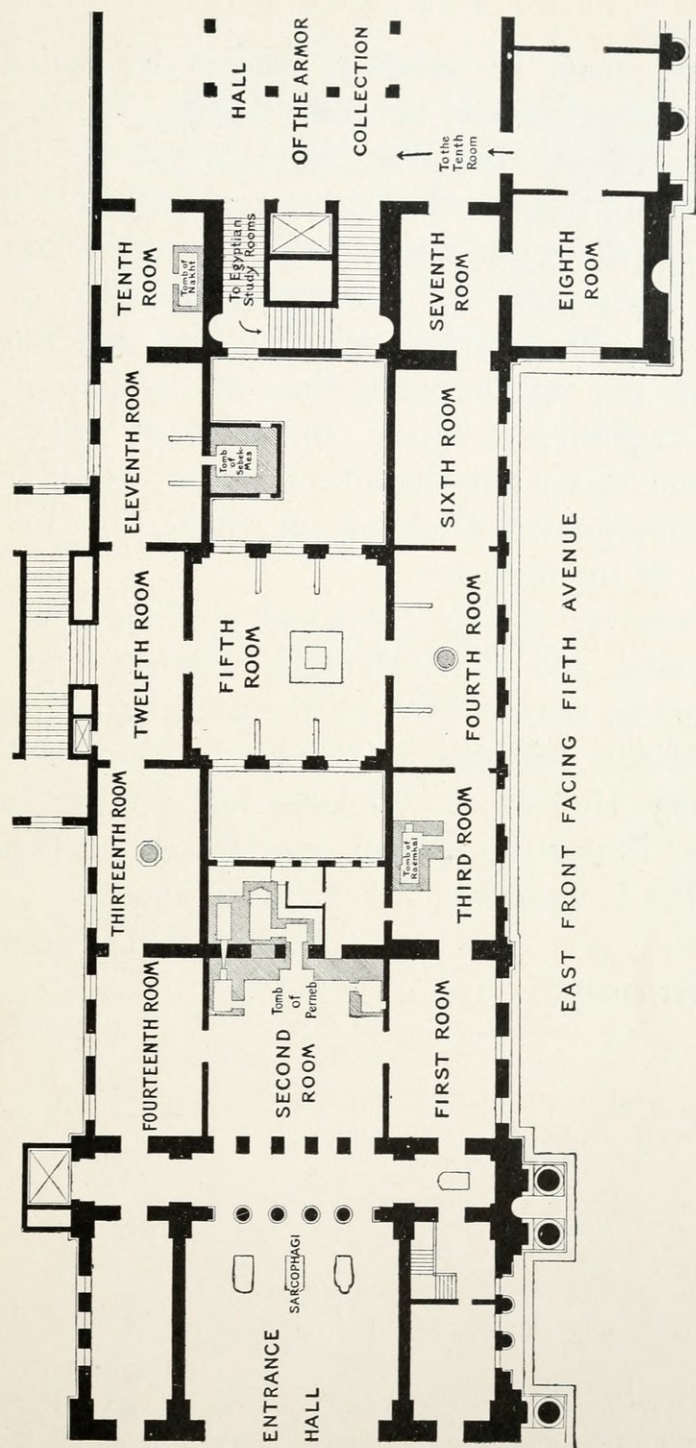 HALL
OF THE ARMOR
COLLECTION
To the
Tenth
Room
TENTH
ROOM
Tomb of
Nakht
To Egyptian
Study Rooms
SEVENTH
ROOM
EIGHTH
ROOM
ELEVENTH ROOM
Tomb
of
Sebek-
Mes
SIXTH ROOM
TWELFTH ROOM
FIFTH
ROOM
FOURTH ROOM
THIRTEENTH ROOM
Tomb of
Raemkai
THIRD ROOM
FOURTEENTH ROOM
SECOND
ROOM
Tomb
of
Perneb
FIRST ROOM
ENTRANCE
HALL
SARCOPHAGI
EAST FRONT FACING FIFTH AVENUE